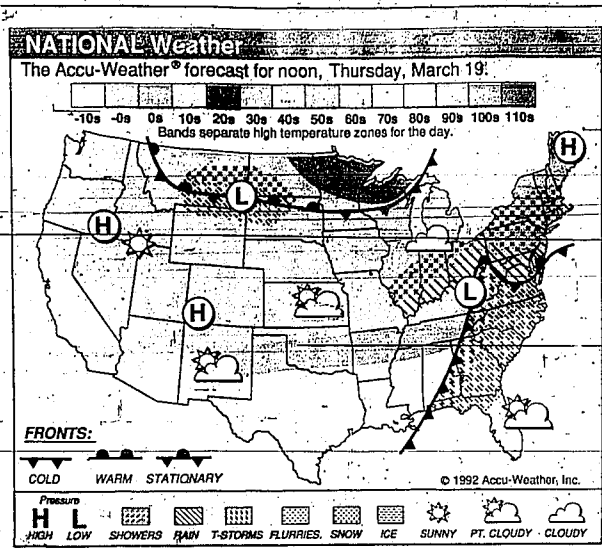 NATIONAL Weather
The Accu-Weather® forecast for noon, Thursday, March 19.
-10s -0s 0s 10s 20s 30s 40s 50s 60s 70s 80s 90s 100s 110s
Bands separate high temperature zones for the day.
H
L
H
H
L
FRONTS:
COLD WARM STATIONARY
© 1992 Accu-Weather, Inc.
Pressure
H L
HIGH LOW SHOWERS RAIN T-STORMS FLURRIES SNOW ICE SUNNY PT. CLOUDY CLOUDY